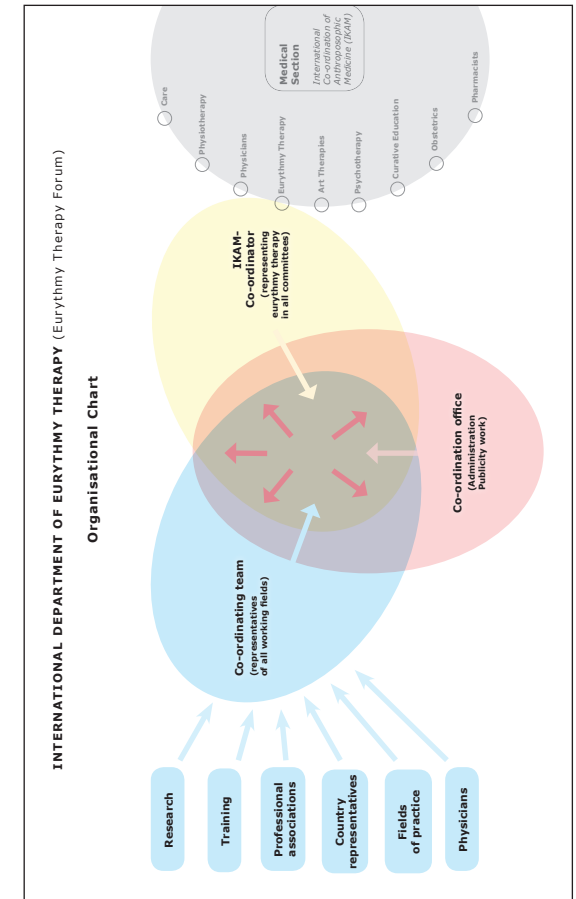 INTERNATIONAL DEPARTMENT OF EURYTHMY THERAPY (Eurythmy Therapy Forum)
Organisational Chart
Research
Training
Professional
associations
Country
representatives
Fields
of practice
Physicians
Co-ordinating team
(representatives
of all working fields)
IKAM-
Co-ordinator
(representing
eurythmy therapy
in all committees)
Co-ordination office
(Administration
Publicity work)
Care
Physiotherapy
Physicians
Eurythmy Therapy
Art Therapies
Psychotherapy
Curative Education
Obstetrics
Pharmacists
Medical
Section
International
Co-ordination of
Anthroposophic
Medicine (IKAM)